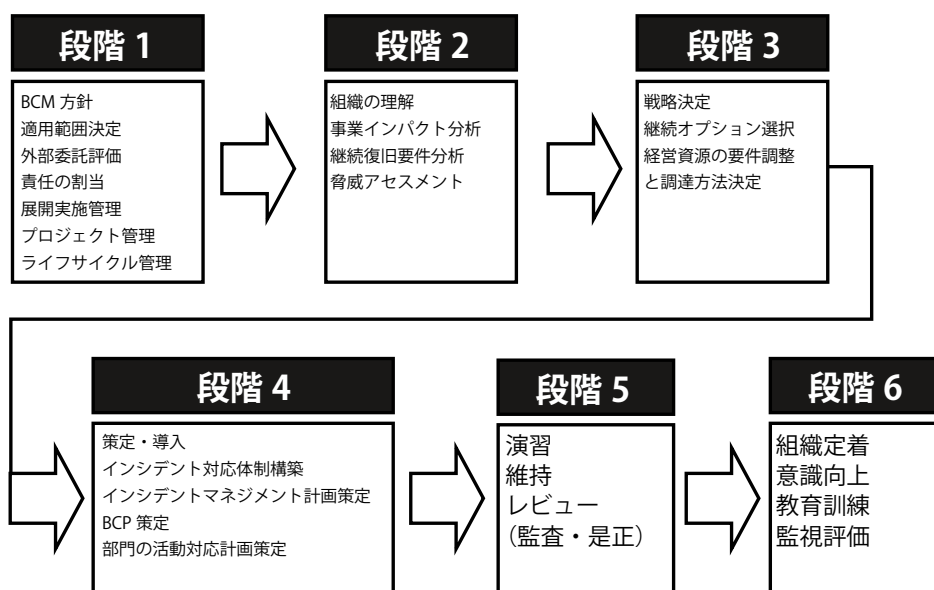 段階 1
BCM 方針
適用範囲決定
外部委託評価
責任の割当
展開実施管理
プロジェクト管理
ライフサイクル管理
段階 2
組織の理解
事業インパクト分析
継続復旧要件分析
脅威アセスメント
段階 3
戦略決定
継続オプション選択
経営資源の要件調整
と調達方法決定
段階 4
策定・導入
インシデント対応体制構築
インシデントマネジメント計画策定
BCP 策定
部門の活動対応計画策定
段階 5
演習
維持
レビュー
（監査・是正）
段階 6
組織定着
意識向上
教育訓練
監視評価